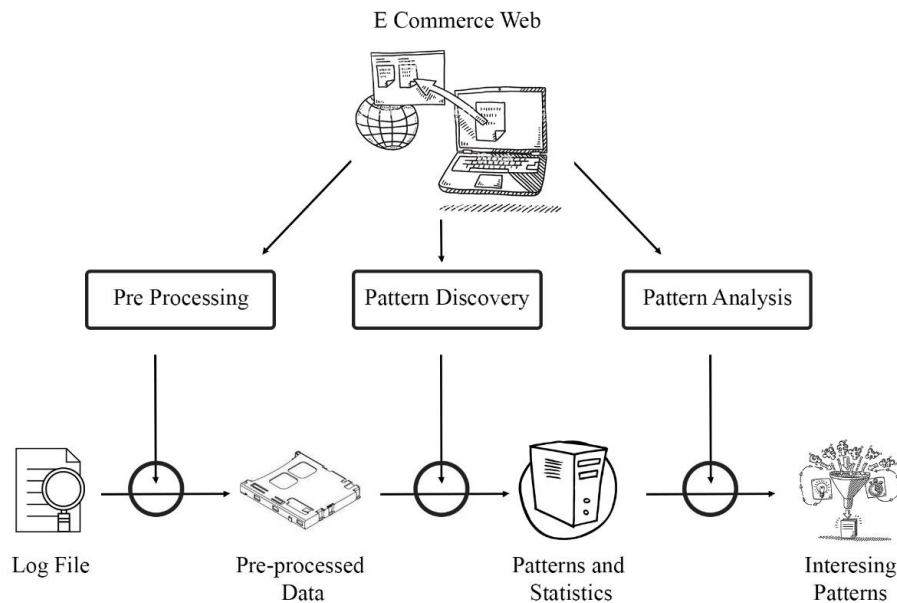 E Commerce Web
Pre Processing
Pattern Discovery
Pattern Analysis
Log File
Pre-processed
Data
Patterns and
Statistics
Interesing
Patterns